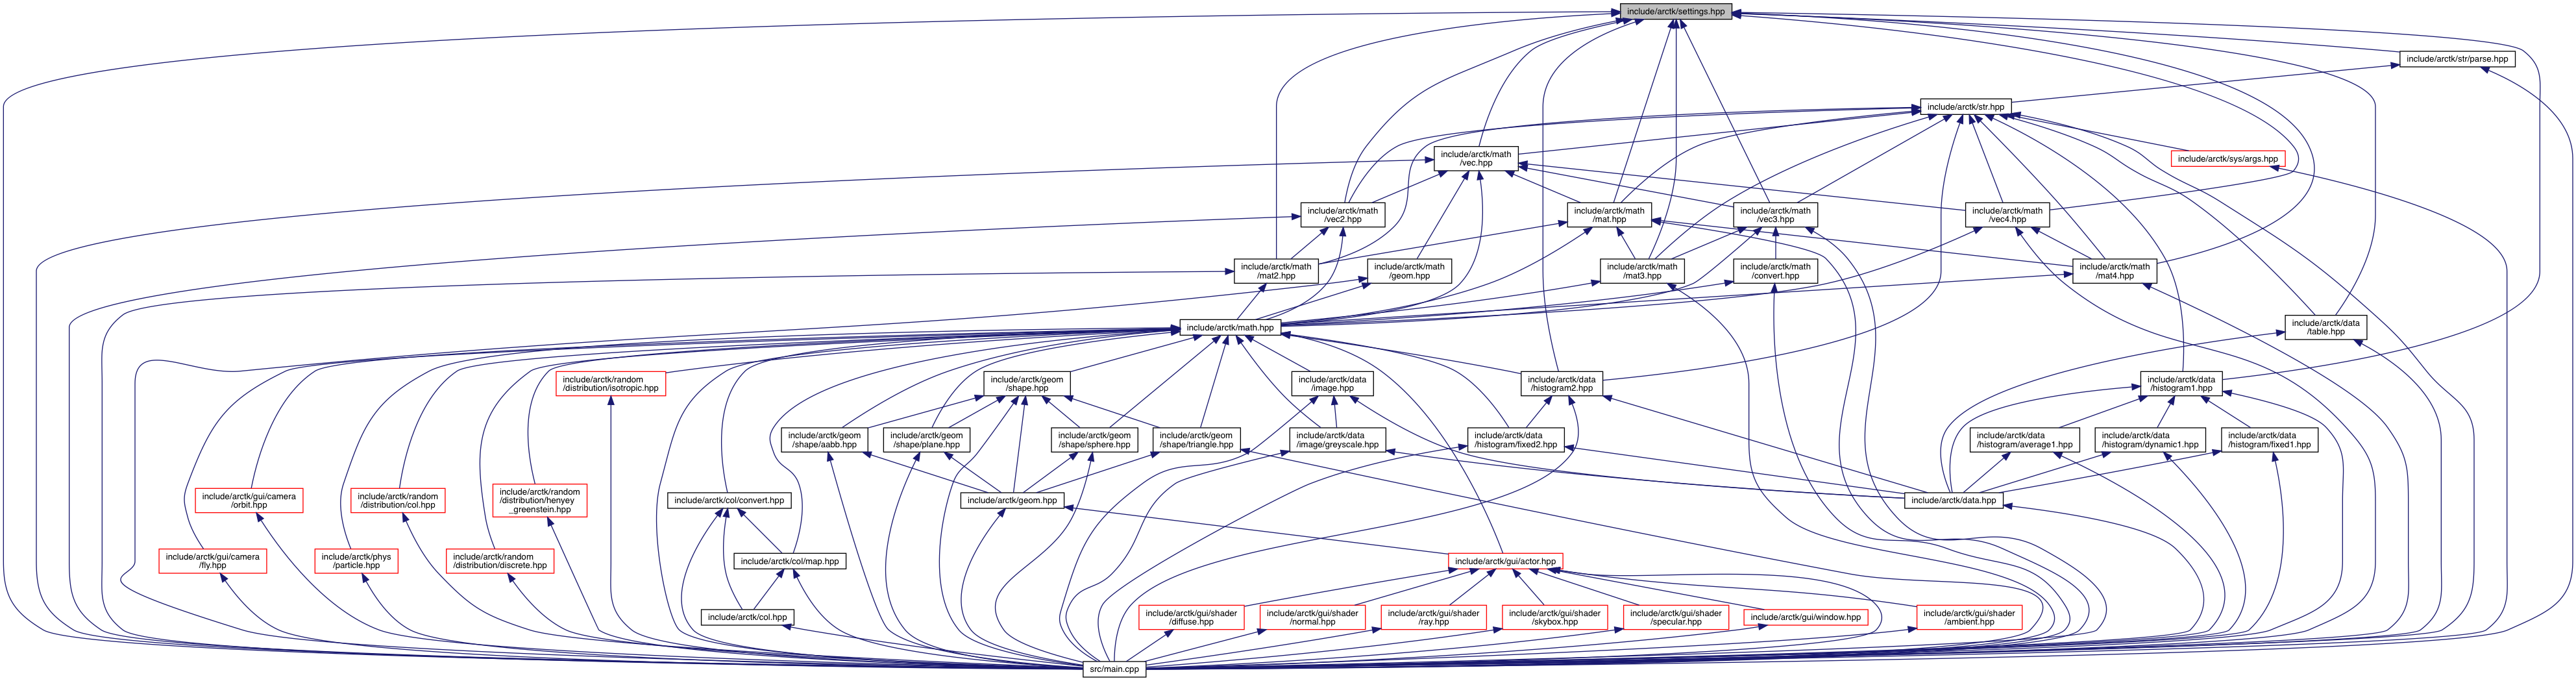 include/arctk/settings.hpp
include/arctk/str/parse.hpp
include/arctk/str.hpp
include/arctk/math
/vec.hpp
include/arctk/sys/args.hpp
include/arctk/math
/vec2.hpp
include/arctk/math
/mat.hpp
include/arctk/math
/vec3.hpp
include/arctk/math
/vec4.hpp
include/arctk/math
/mat2.hpp
include/arctk/math
/geom.hpp
include/arctk/math
/mat3.hpp
include/arctk/math
/convert.hpp
include/arctk/math
/mat4.hpp
include/arctk/math.hpp
include/arctk/data
/table.hpp
include/arctk/random
/distribution/isotropic.hpp
include/arctk/geom
/shape.hpp
include/arctk/data
/image.hpp
include/arctk/data
/histogram2.hpp
include/arctk/data
/histogram1.hpp
include/arctk/geom
/shape/aabb.hpp
include/arctk/geom
/shape/plane.hpp
include/arctk/geom
/shape/sphere.hpp
include/arctk/geom
/shape/triangle.hpp
include/arctk/data
/image/greyscale.hpp
include/arctk/data
/histogram/fixed2.hpp
include/arctk/data
/histogram/average1.hpp
include/arctk/data
/histogram/dynamic1.hpp
include/arctk/data
/histogram/fixed1.hpp
include/arctk/gui/camera
/orbit.hpp
include/arctk/random
/distribution/col.hpp
include/arctk/random
/distribution/henyey
_greenstein.hpp
include/arctk/col/convert.hpp
include/arctk/geom.hpp
include/arctk/data.hpp
include/arctk/gui/camera
/fly.hpp
include/arctk/phys
/particle.hpp
include/arctk/random
/distribution/discrete.hpp
include/arctk/col/map.hpp
include/arctk/gui/actor.hpp
include/arctk/col.hpp
include/arctk/gui/shader
/diffuse.hpp
include/arctk/gui/shader
/normal.hpp
include/arctk/gui/shader
/ray.hpp
include/arctk/gui/shader
/skybox.hpp
include/arctk/gui/shader
/specular.hpp
include/arctk/gui/window.hpp
include/arctk/gui/shader
/ambient.hpp
src/main.cpp